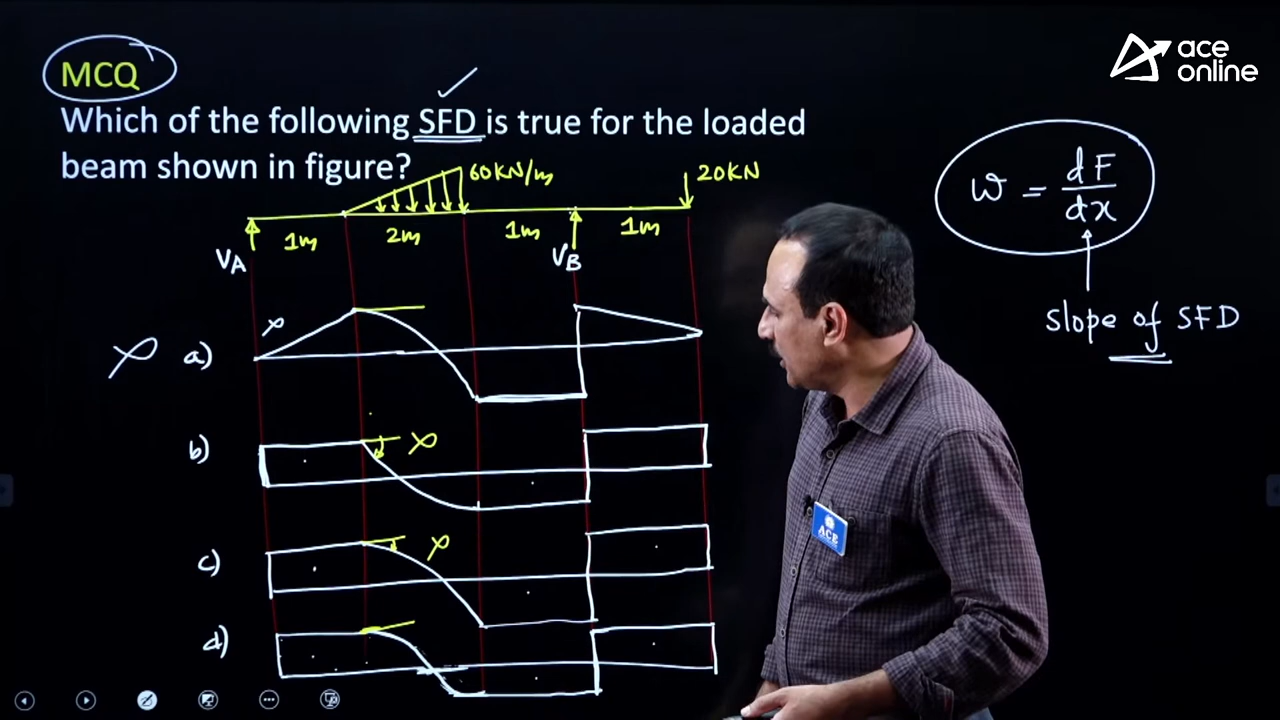 ace
online
MCQ
Which of the following SFD is true for the loaded
beam shown in figure?
60KN/m
20KN
1m
2m
1m
1m
VA
VB
w = dF
dx
slope of SFD
a)
b)
c)
d)
ACE